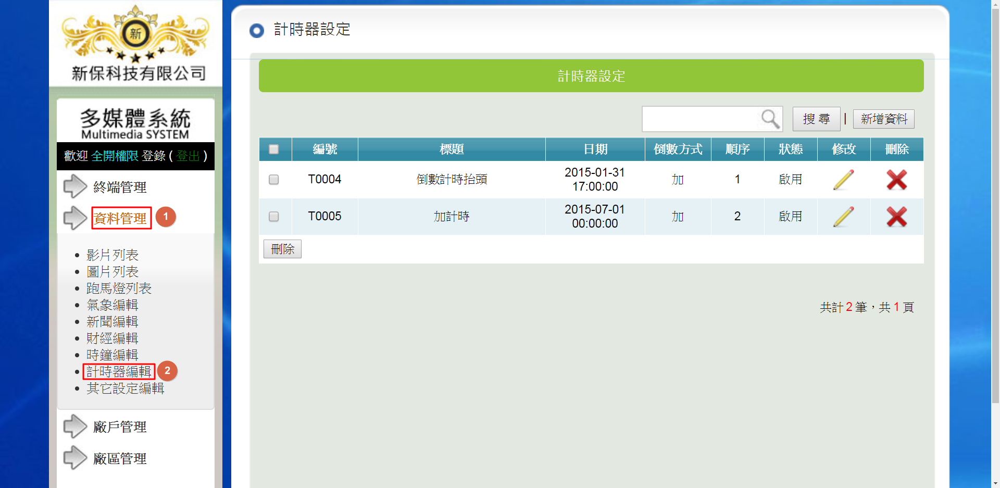 新
新保科技有限公司
多媒體系統
Multimedia SYSTEM
歡迎 全開權限 登錄 ( 登出 )
終端管理
資料管理 1
影片列表
圖片列表
跑馬燈列表
氣象編輯
新聞編輯
財經編輯
時鐘編輯
計時器編輯 2
其它設定編輯
廠戶管理
廠區管理
計時器設定
計時器設定
搜 尋 | 新增資料
編號 標題 日期 倒數方式 順序 狀態 修改 刪除
T0004 倒數計時抬頭 2015-01-31 17:00:00 加 1 啟用
T0005 加計時 2015-07-01 00:00:00 加 2 啟用
刪除
共計 2 筆，共 1 頁